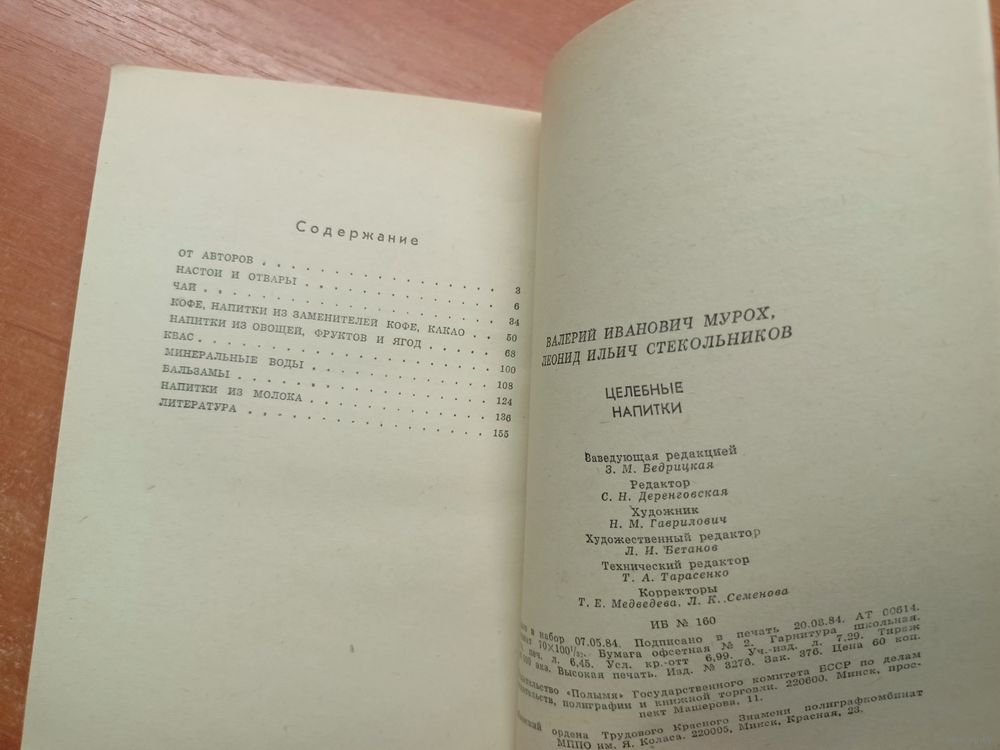 Содержание
ОТ АВТОРОВ . . . . . . . . . . . . . . 3
НАСТОИ И ОТВАРЫ . . . . . . . . . . . 6
ЧАЙ . . . . . . . . . . . . . . . . . 34
КОФЕ, НАПИТКИ ИЗ ЗАМЕНИТЕЛЕЙ КОФЕ, КАКАО . . 50
НАПИТКИ ИЗ ОВОЩЕЙ, ФРУКТОВ И ЯГОД . . . . . 68
КВАС . . . . . . . . . . . . . . . . . 100
МИНЕРАЛЬНЫЕ ВОДЫ . . . . . . . . . . . 108
БАЛЬЗАМЫ . . . . . . . . . . . . . . . 124
НАПИТКИ ИЗ МОЛОКА . . . . . . . . . . . 136
ЛИТЕРАТУРА . . . . . . . . . . . . . . 155
ВАЛЕРИЙ ИВАНОВИЧ МУРОХ,
ЛЕОНИД ИЛЬИЧ СТЕКОЛЬНИКОВ
ЦЕЛЕБНЫЕ
НАПИТКИ
Заведующая редакцией
З. М. Бедрицкая
Редактор
С. Н. Деренговская
Художник
Н. М. Гаврилович
Художественный редактор
Л. И. Бетанов
Технический редактор
Т. А. Тарасенко
Корректоры
Т. Е. Медведева, Л. К. Семенова
ИБ № 160
в набор 07.05.84. Подписано в печать 20.08.84. АТ 00614.
70×100 1/32. Бумага офсетная № 2. Гарнитура школьная.
печ. л. 6,45. Усл. кр.-отт 6,99. Уч.-изд. л. 7,29. Тираж
экз. Высокая печать. Изд. № 3276. Зак. 376. Цена 60 коп.
«Полымя» Государственного комитета БССР по делам
полиграфии и книжной торговли. 220600. Минск, прос-
пект Машерова, 11.
ордена Трудового Красного Знамени полиграфкомбинат
МППО им. Я. Коласа. 220005, Минск, Красная, 23.